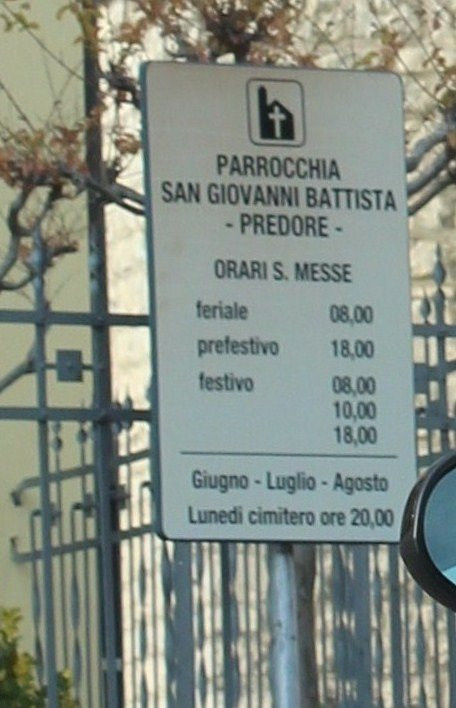 PARROCCHIA
SAN GIOVANNI BATTISTA
- PREDORE -
ORARI S. MESSE
feriale 08,00
prefestivo 18,00
festivo 08,00
10,00
18,00
Giugno - Luglio - Agosto
Lunedì cimitero ore 20,00